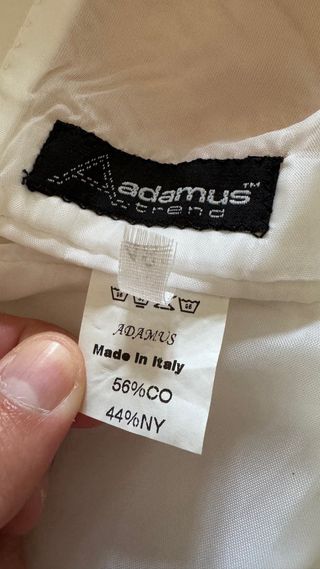 adamus™
trend
ADAMUS
Made In Italy
56%CO
44%NY